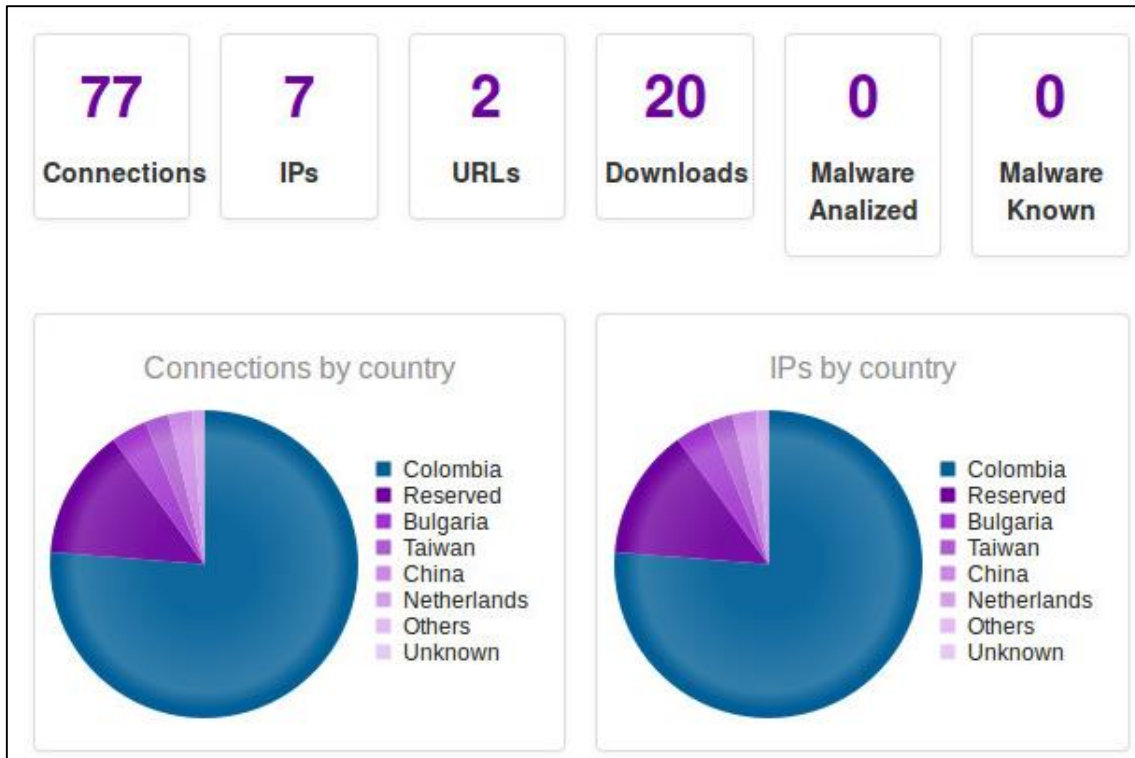 77
7
2
20
0
0
Connections
IPs
URLs
Downloads
Malware
Analized
Malware
Known
Connections by country
Colombia
Reserved
Bulgaria
Taiwan
China
Netherlands
Others
Unknown
IPs by country
Colombia
Reserved
Bulgaria
Taiwan
China
Netherlands
Others
Unknown